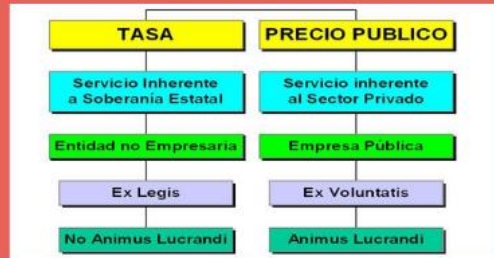 TASA
PRECIO PUBLICO
Servicio Inherente
a Soberanía Estatal
Servicio inherente
al Sector Privado
Entidad no Empresaria
Empresa Pública
Ex Legis
Ex Voluntatis
No Animus Lucrandi
Animus Lucrandi